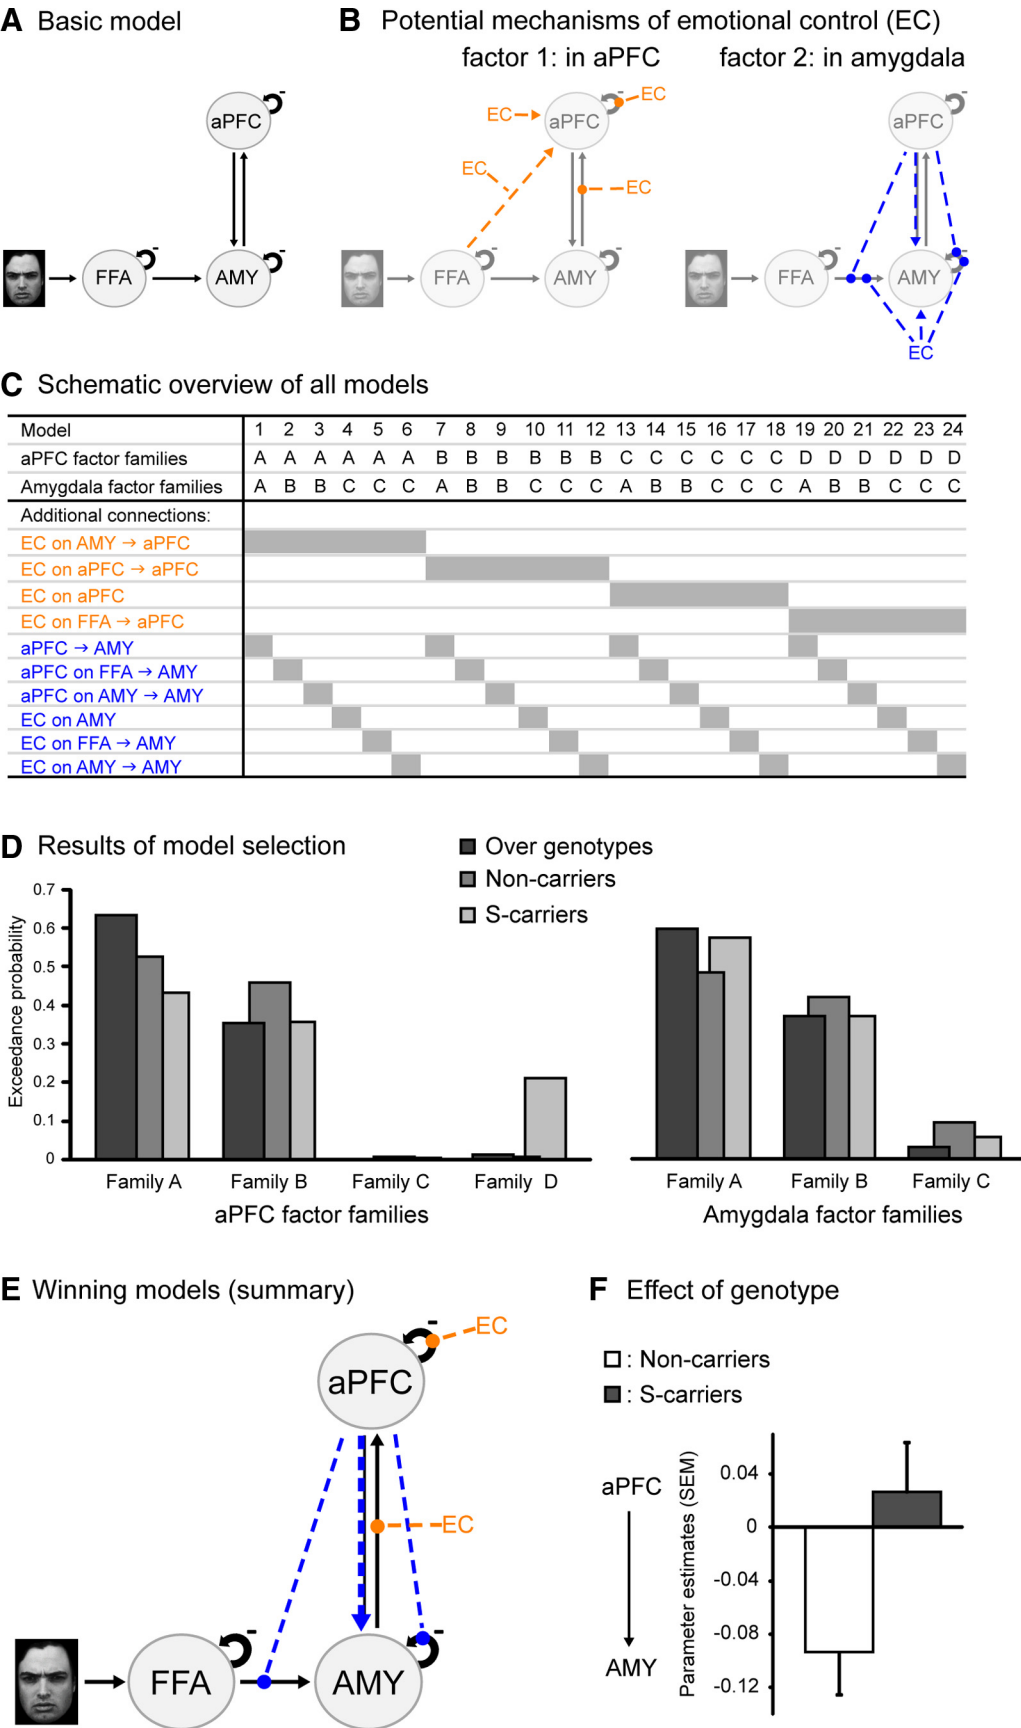 A Basic model
B Potential mechanisms of emotional control (EC)
factor 1: in aPFC
factor 2: in amygdala
aPFC
-
FFA
-
AMY
-
EC
aPFC
-
EC
EC
EC
FFA
-
AMY
-
aPFC
-
FFA
-
AMY
-
EC
C Schematic overview of all models
Model 1 2 3 4 5 6 7 8 9 10 11 12 13 14 15 16 17 18 19 20 21 22 23 24
aPFC factor families A A A A A A B B B B B B C C C C C C D D D D D D
Amygdala factor families A B B C C C A B B C C C A B B C C C A B B C C C
Additional connections:
EC on AMY → aPFC
EC on aPFC → aPFC
EC on aPFC
EC on FFA → aPFC
aPFC → AMY
aPFC on FFA → AMY
aPFC on AMY → AMY
EC on AMY
EC on FFA → AMY
EC on AMY → AMY
D Results of model selection
Over genotypes
Non-carriers
S-carriers
Exceedance probability
0.7
0.6
0.5
0.4
0.3
0.2
0.1
0
Family A Family B Family C Family D
aPFC factor families
Family A Family B Family C
Amygdala factor families
E Winning models (summary)
EC
aPFC
-
EC
FFA
-
AMY
-
F Effect of genotype
: Non-carriers
: S-carriers
aPFC
AMY
Parameter estimates (SEM)
0.04
0
-0.04
-0.08
-0.12